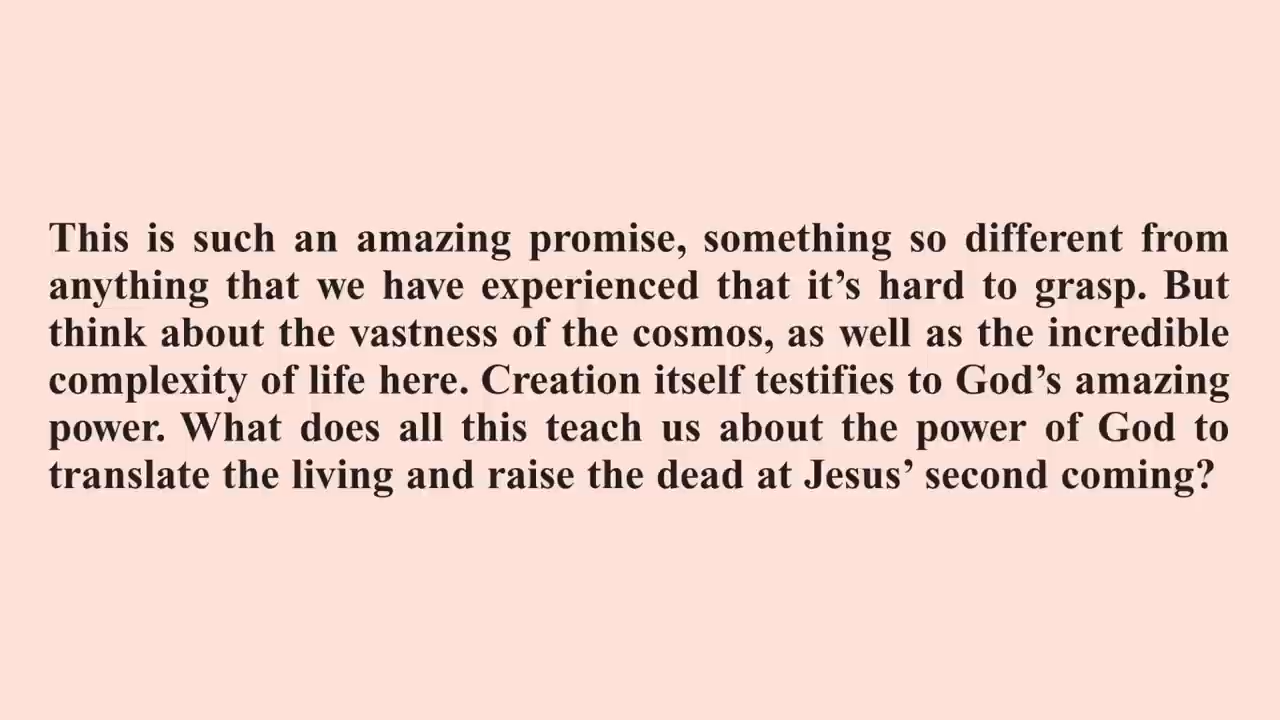 This is such an amazing promise, something so different from
anything that we have experienced that it’s hard to grasp. But
think about the vastness of the cosmos, as well as the incredible
complexity of life here. Creation itself testifies to God’s amazing
power. What does all this teach us about the power of God to
translate the living and raise the dead at Jesus’ second coming?